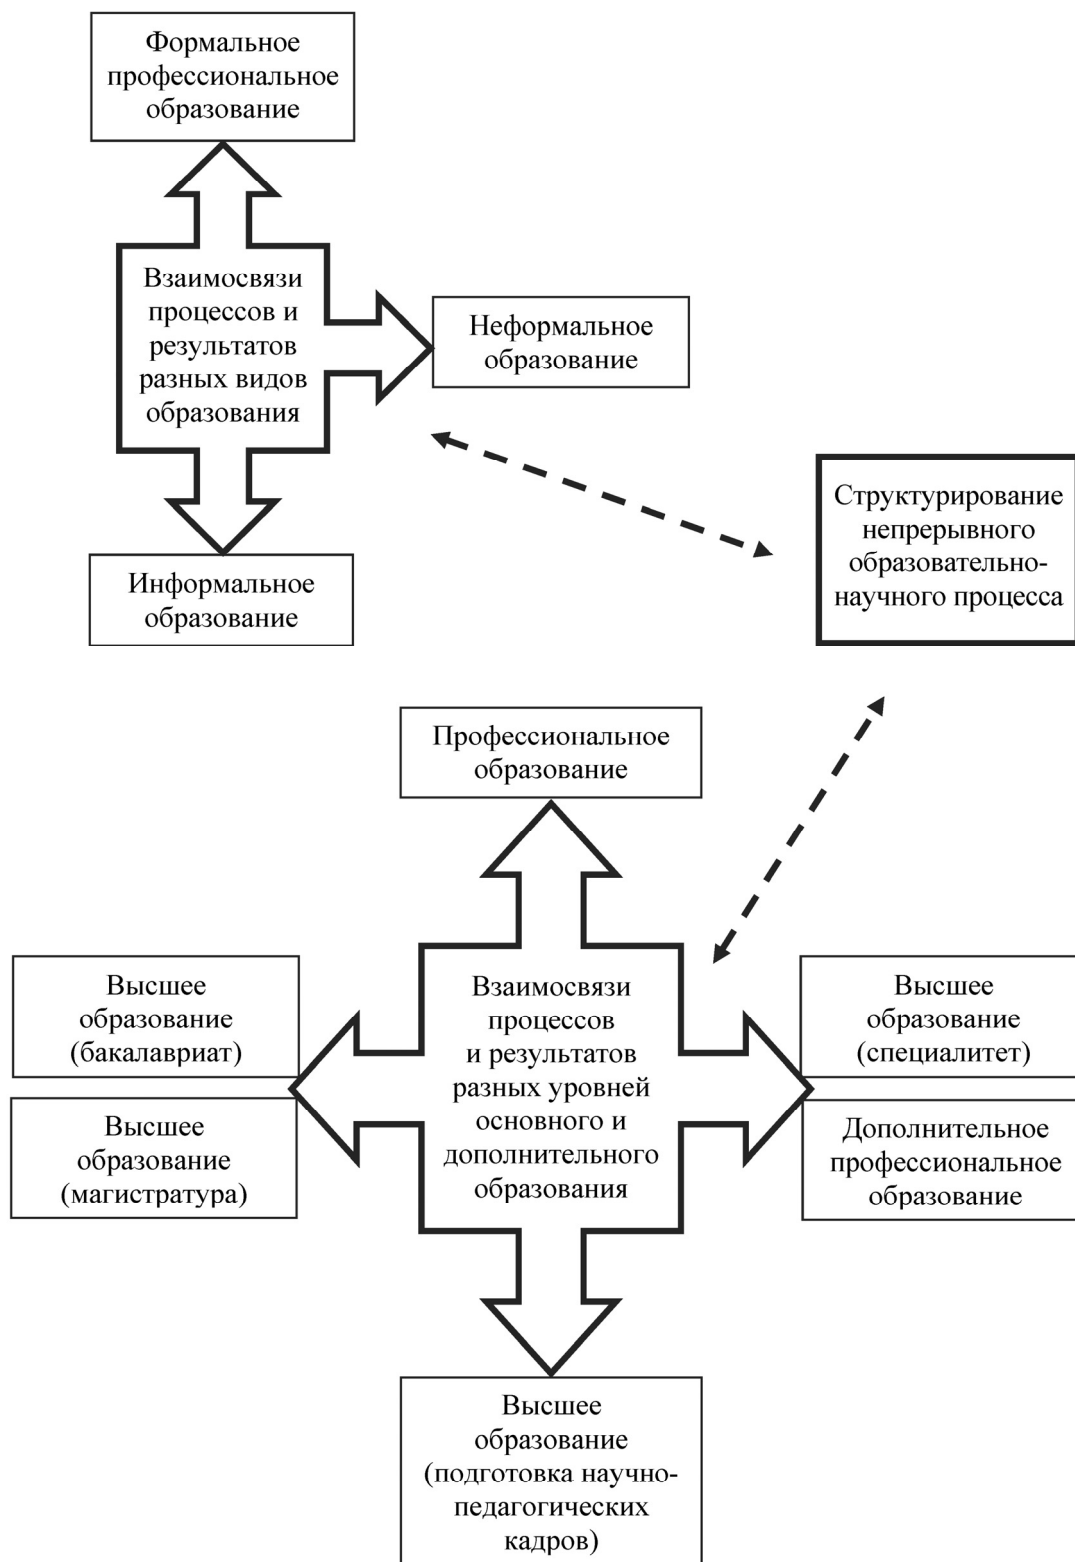 Формальное
профессиональное
образование
Взаимосвязи
процессов и
результатов
разных видов
образования
Неформальное
образование
Информальное
образование
Структурирование
непрерывного
образовательно-
научного процесса
Профессиональное
образование
Высшее
образование
(бакалавриат)
Высшее
образование
(магистратура)
Взаимосвязи
процессов
и результатов
разных уровней
основного и
дополнительного
образования
Высшее
образование
(специалитет)
Дополнительное
профессиональное
образование
Высшее
образование
(подготовка научно-
педагогических
кадров)